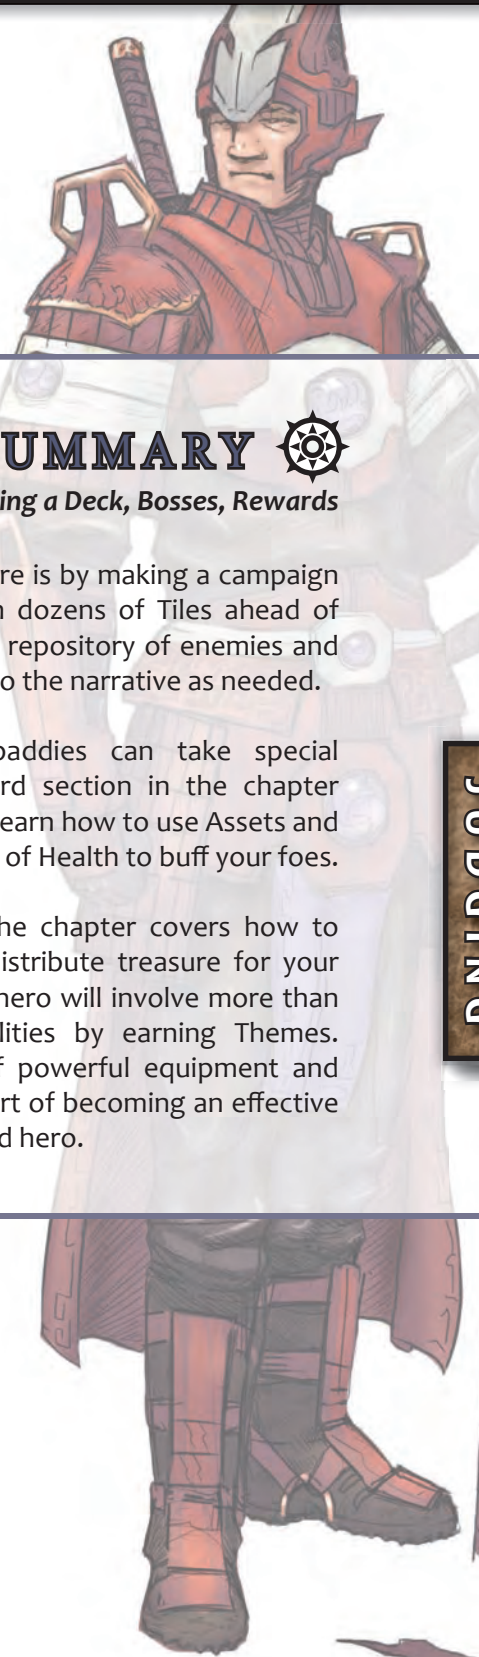 UMMARY
ing a Deck, Bosses, Rewards
re is by making a campaign
n dozens of Tiles ahead of
repository of enemies and
o the narrative as needed.
baddies can take special
rd section in the chapter
earn how to use Assets and
of Health to buff your foes.
he chapter covers how to
distribute treasure for your
hero will involve more than
lities by earning Themes.
f powerful equipment and
rt of becoming an effective
d hero.